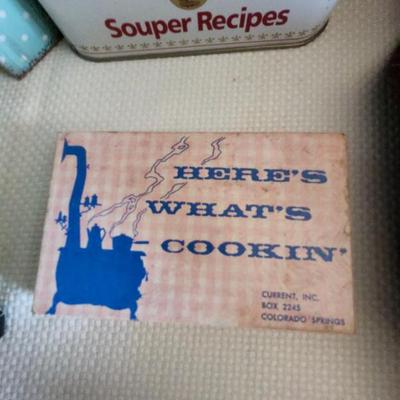 Souper Recipes
HERE'S
WHAT'S
COOKIN'
CURRENT, INC.
BOX 2245
COLORADO SPRINGS